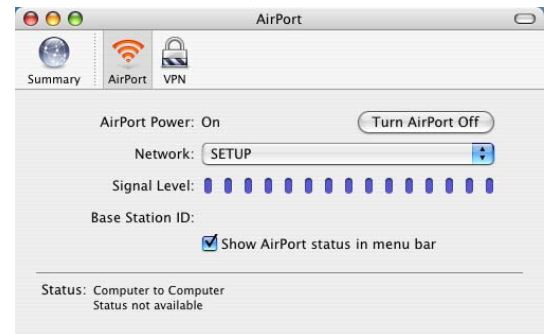 AirPort
Summary AirPort VPN
AirPort Power: On Turn AirPort Off
Network: SETUP
Signal Level:
Base Station ID:
Show AirPort status in menu bar
Status: Computer to Computer
Status not available